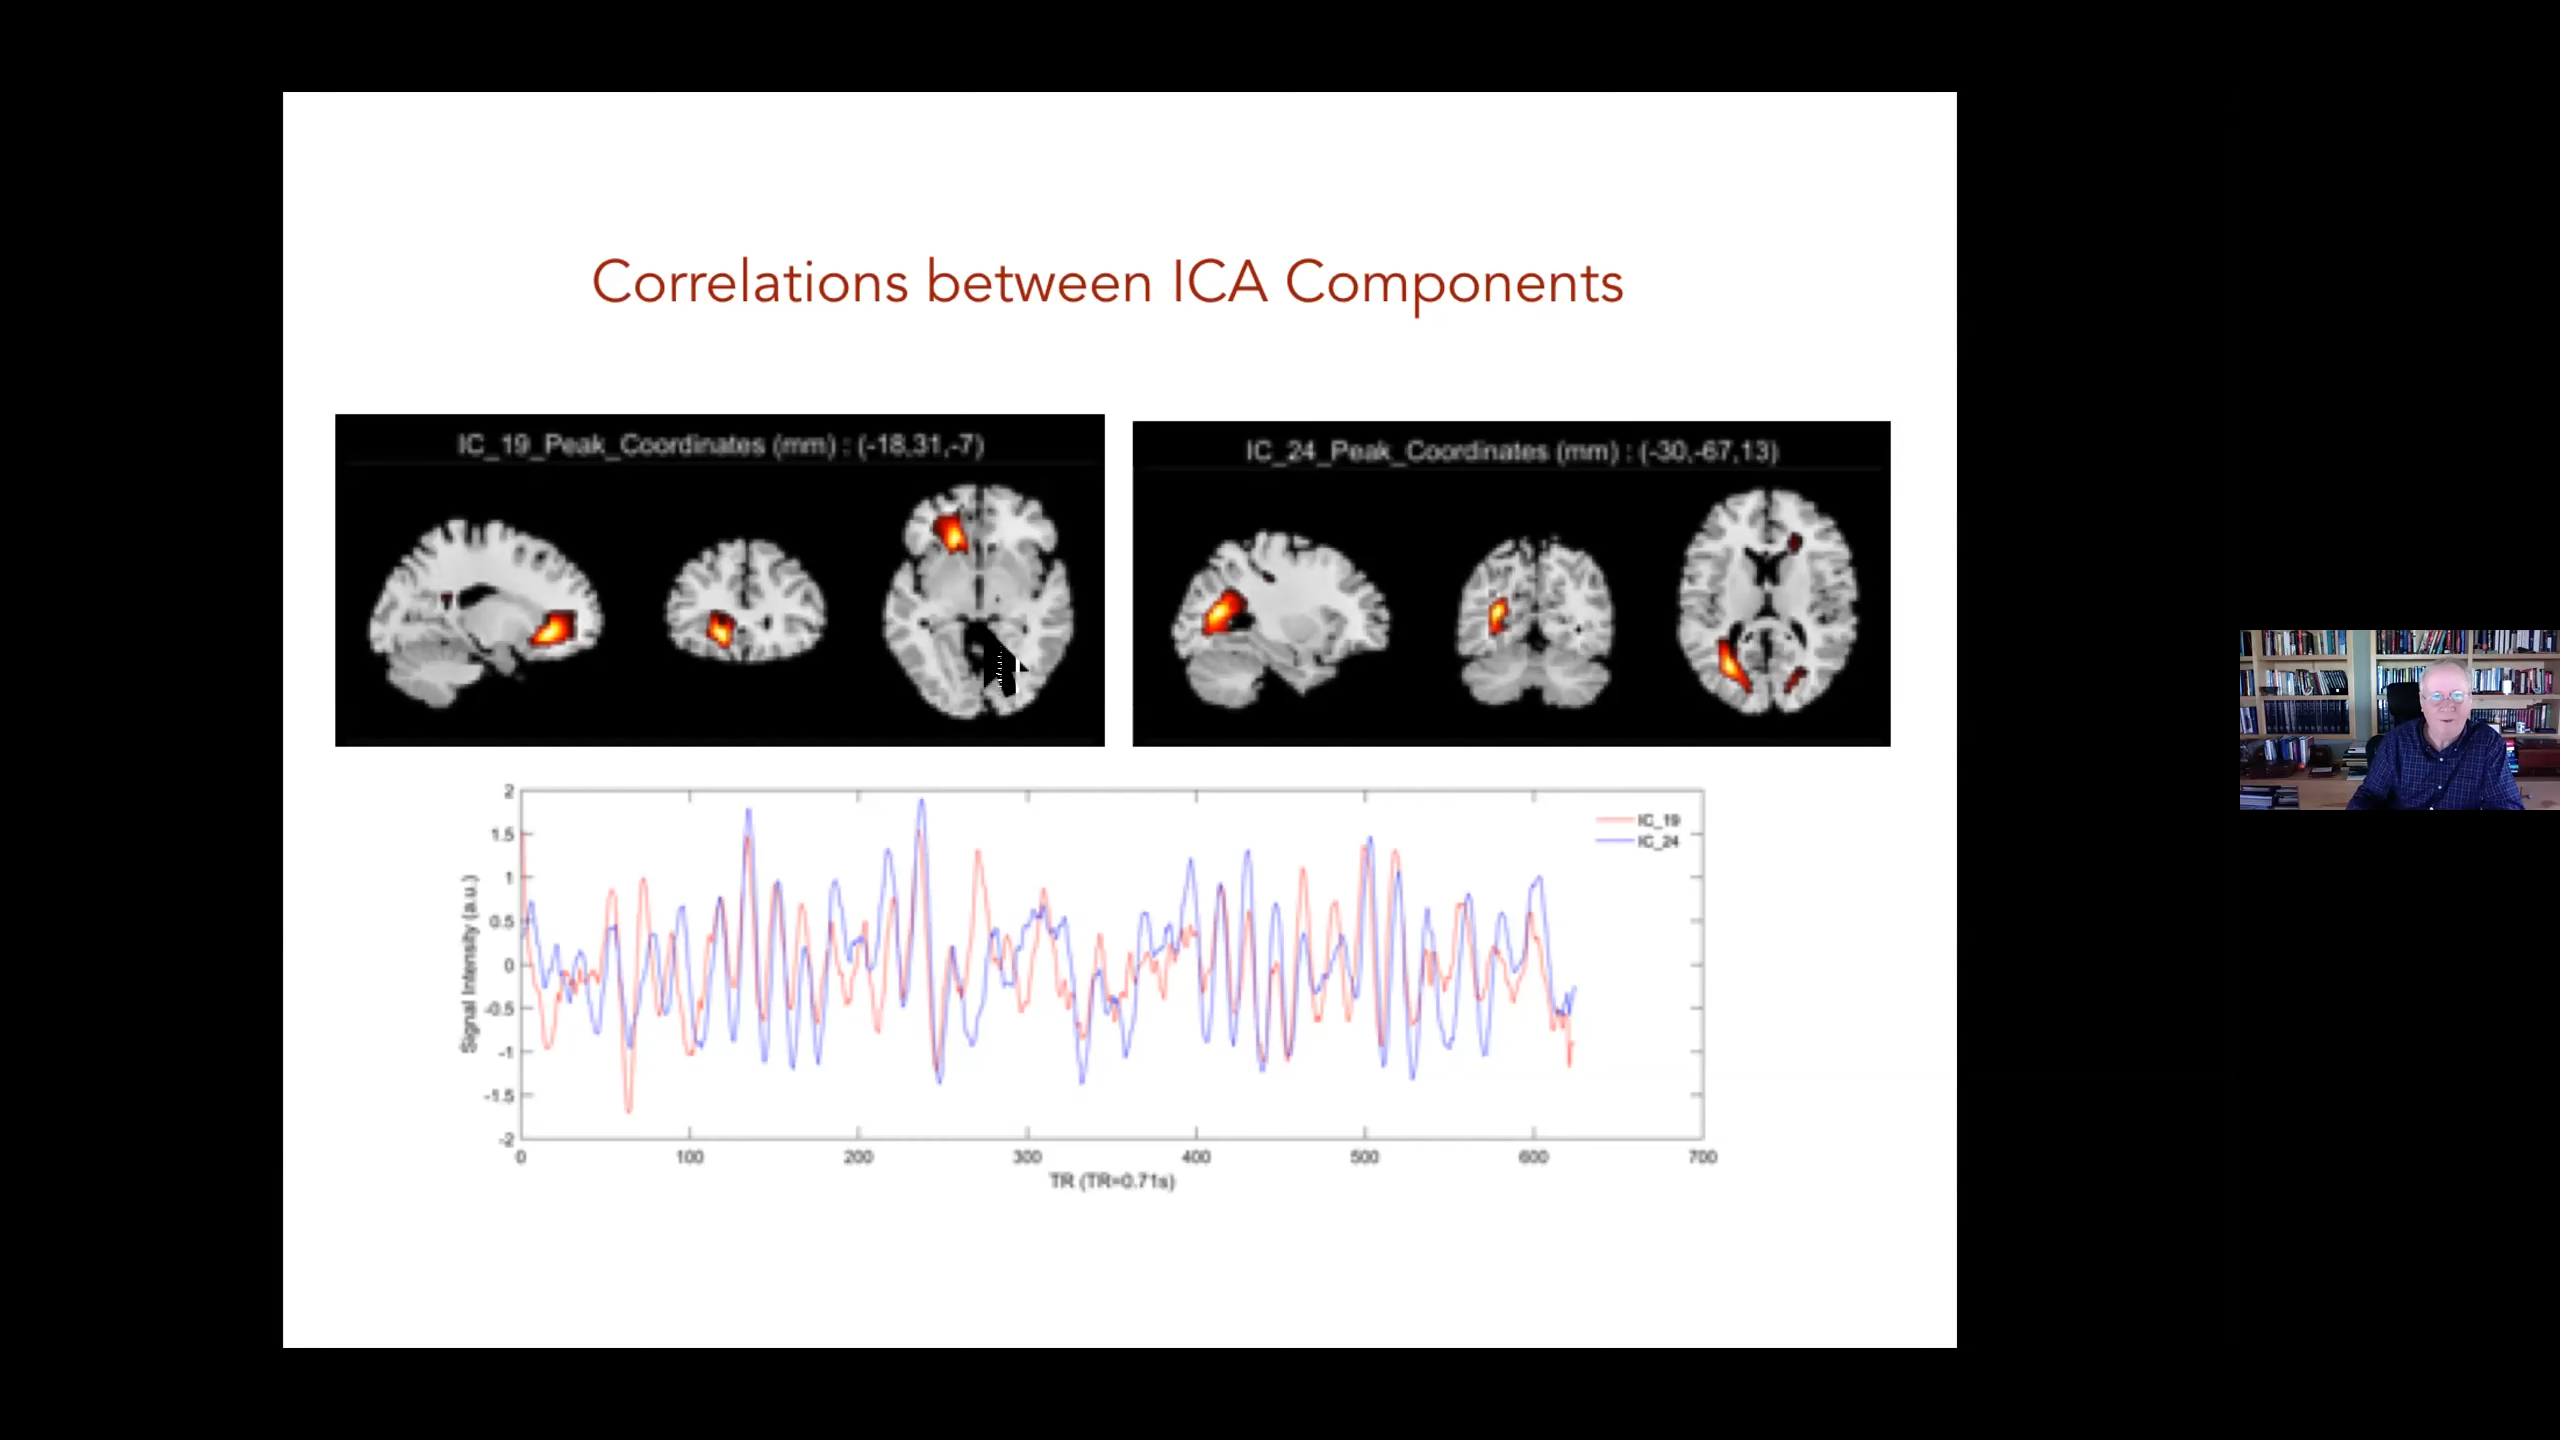 Correlations between ICA Components
IC_19_Peak_Coordinates (mm) : (-18,31,-7)
IC_24_Peak_Coordinates (mm) : (-30,-67,13)
2
1.5
1
0.5
0
-0.5
-1
-1.5
-2
Signal Intensity (a.u.)
IC_19
IC_24
0 100 200 300 400 500 600 700
TR (TR=0.71s)